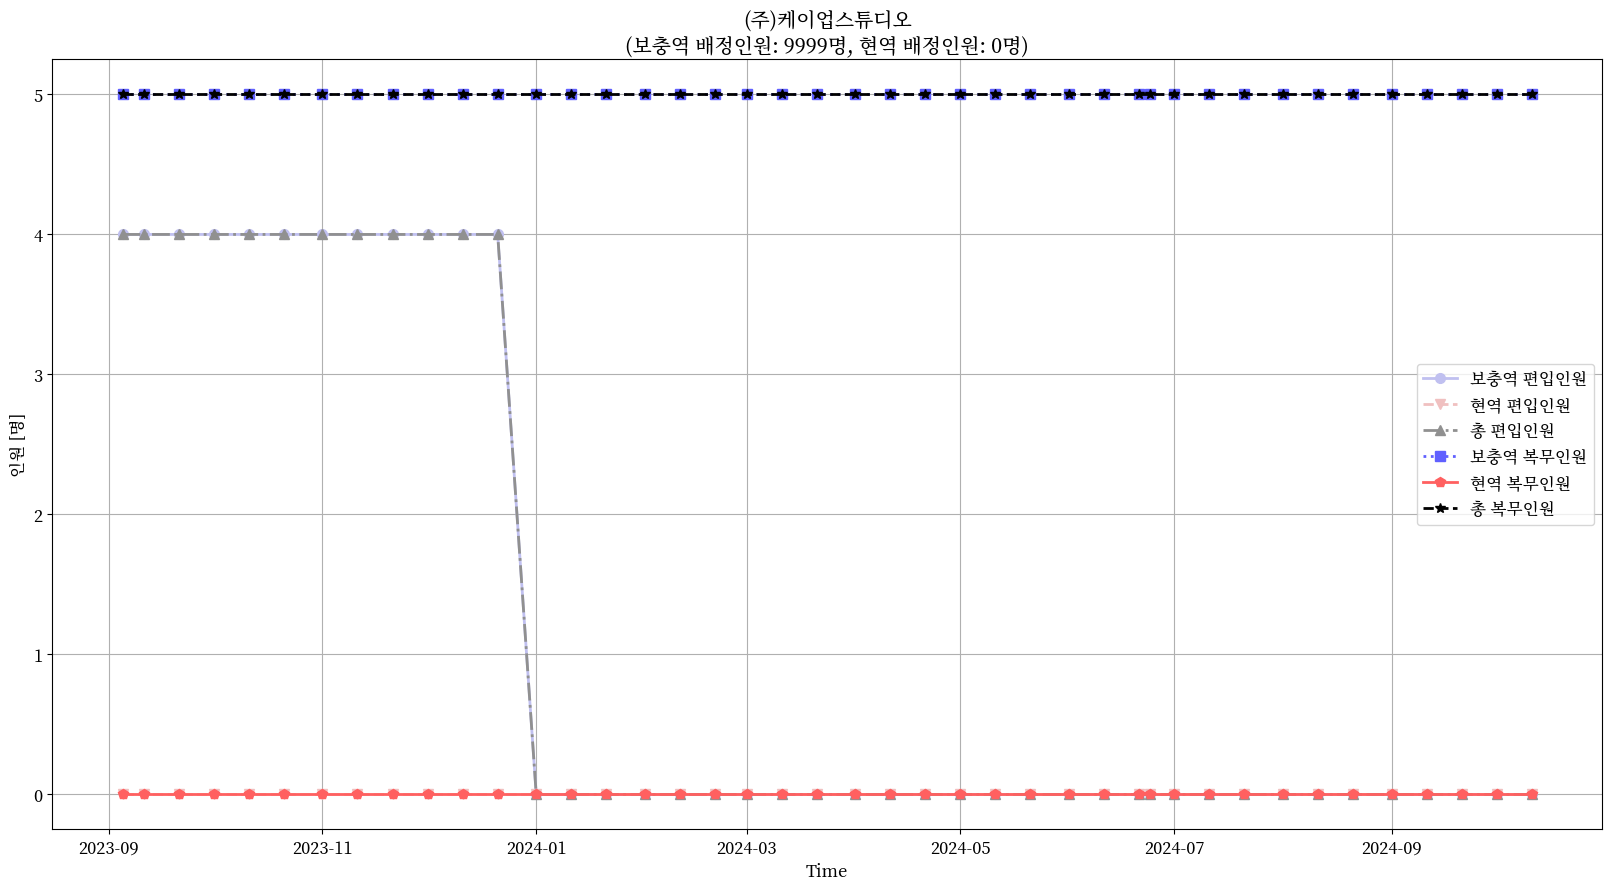 (주)케이업스튜디오
(보충역 배정인원: 9999명, 현역 배정인원: 0명)
인원 [명]
5
4
3
2
1
0
보충역 편입인원
현역 편입인원
총 편입인원
보충역 복무인원
현역 복무인원
총 복무인원
2023-09
2023-11
2024-01
2024-03
2024-05
2024-07
2024-09
Time